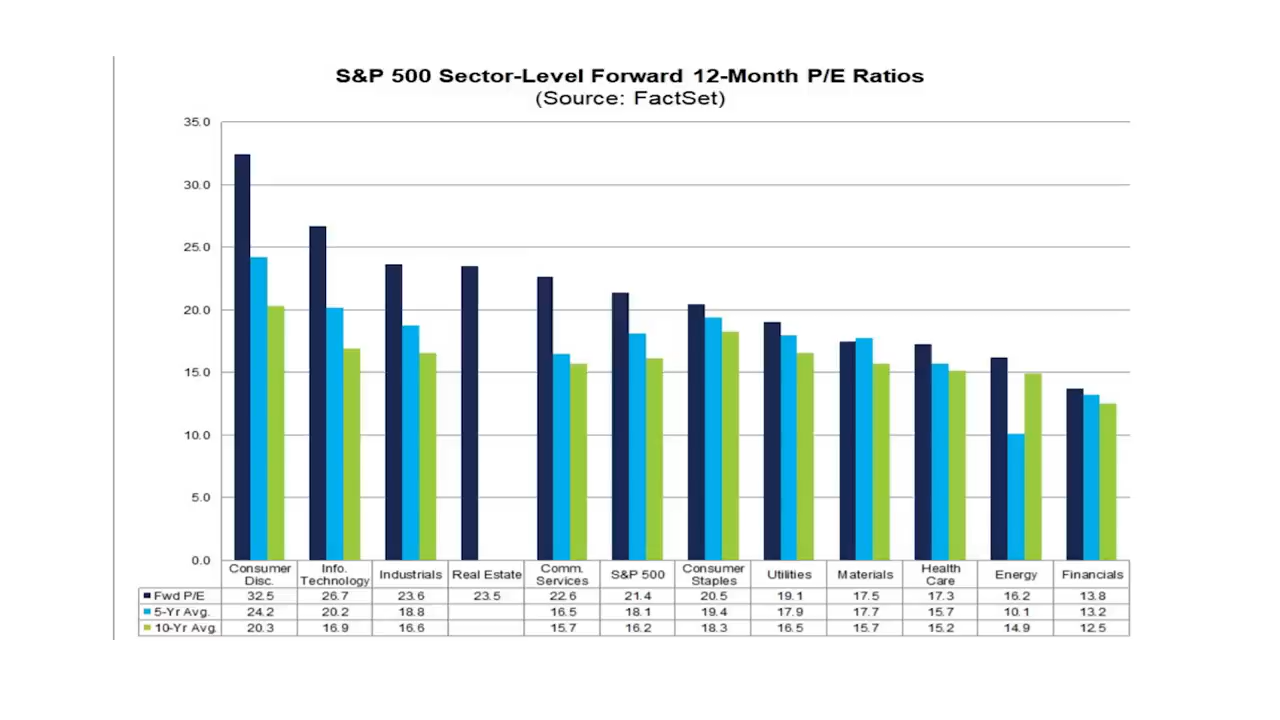 S&P 500 Sector-Level Forward 12-Month P/E Ratios
(Source: FactSet)
35.0
30.0
25.0
20.0
15.0
10.0
5.0
0.0
Consumer Disc. Info. Technology Industrials Real Estate Comm. Services S&P 500 Consumer Staples Utilities Materials Health Care Energy Financials
Fwd P/E 32.5 26.7 23.6 23.5 22.6 21.4 20.5 19.1 17.5 17.3 16.2 13.8
5-Yr Avg. 24.2 20.2 18.8 16.5 18.1 19.4 17.9 17.7 15.7 10.1 13.2
10-Yr Avg. 20.3 16.9 16.6 15.7 16.2 18.3 16.5 15.7 15.2 14.9 12.5